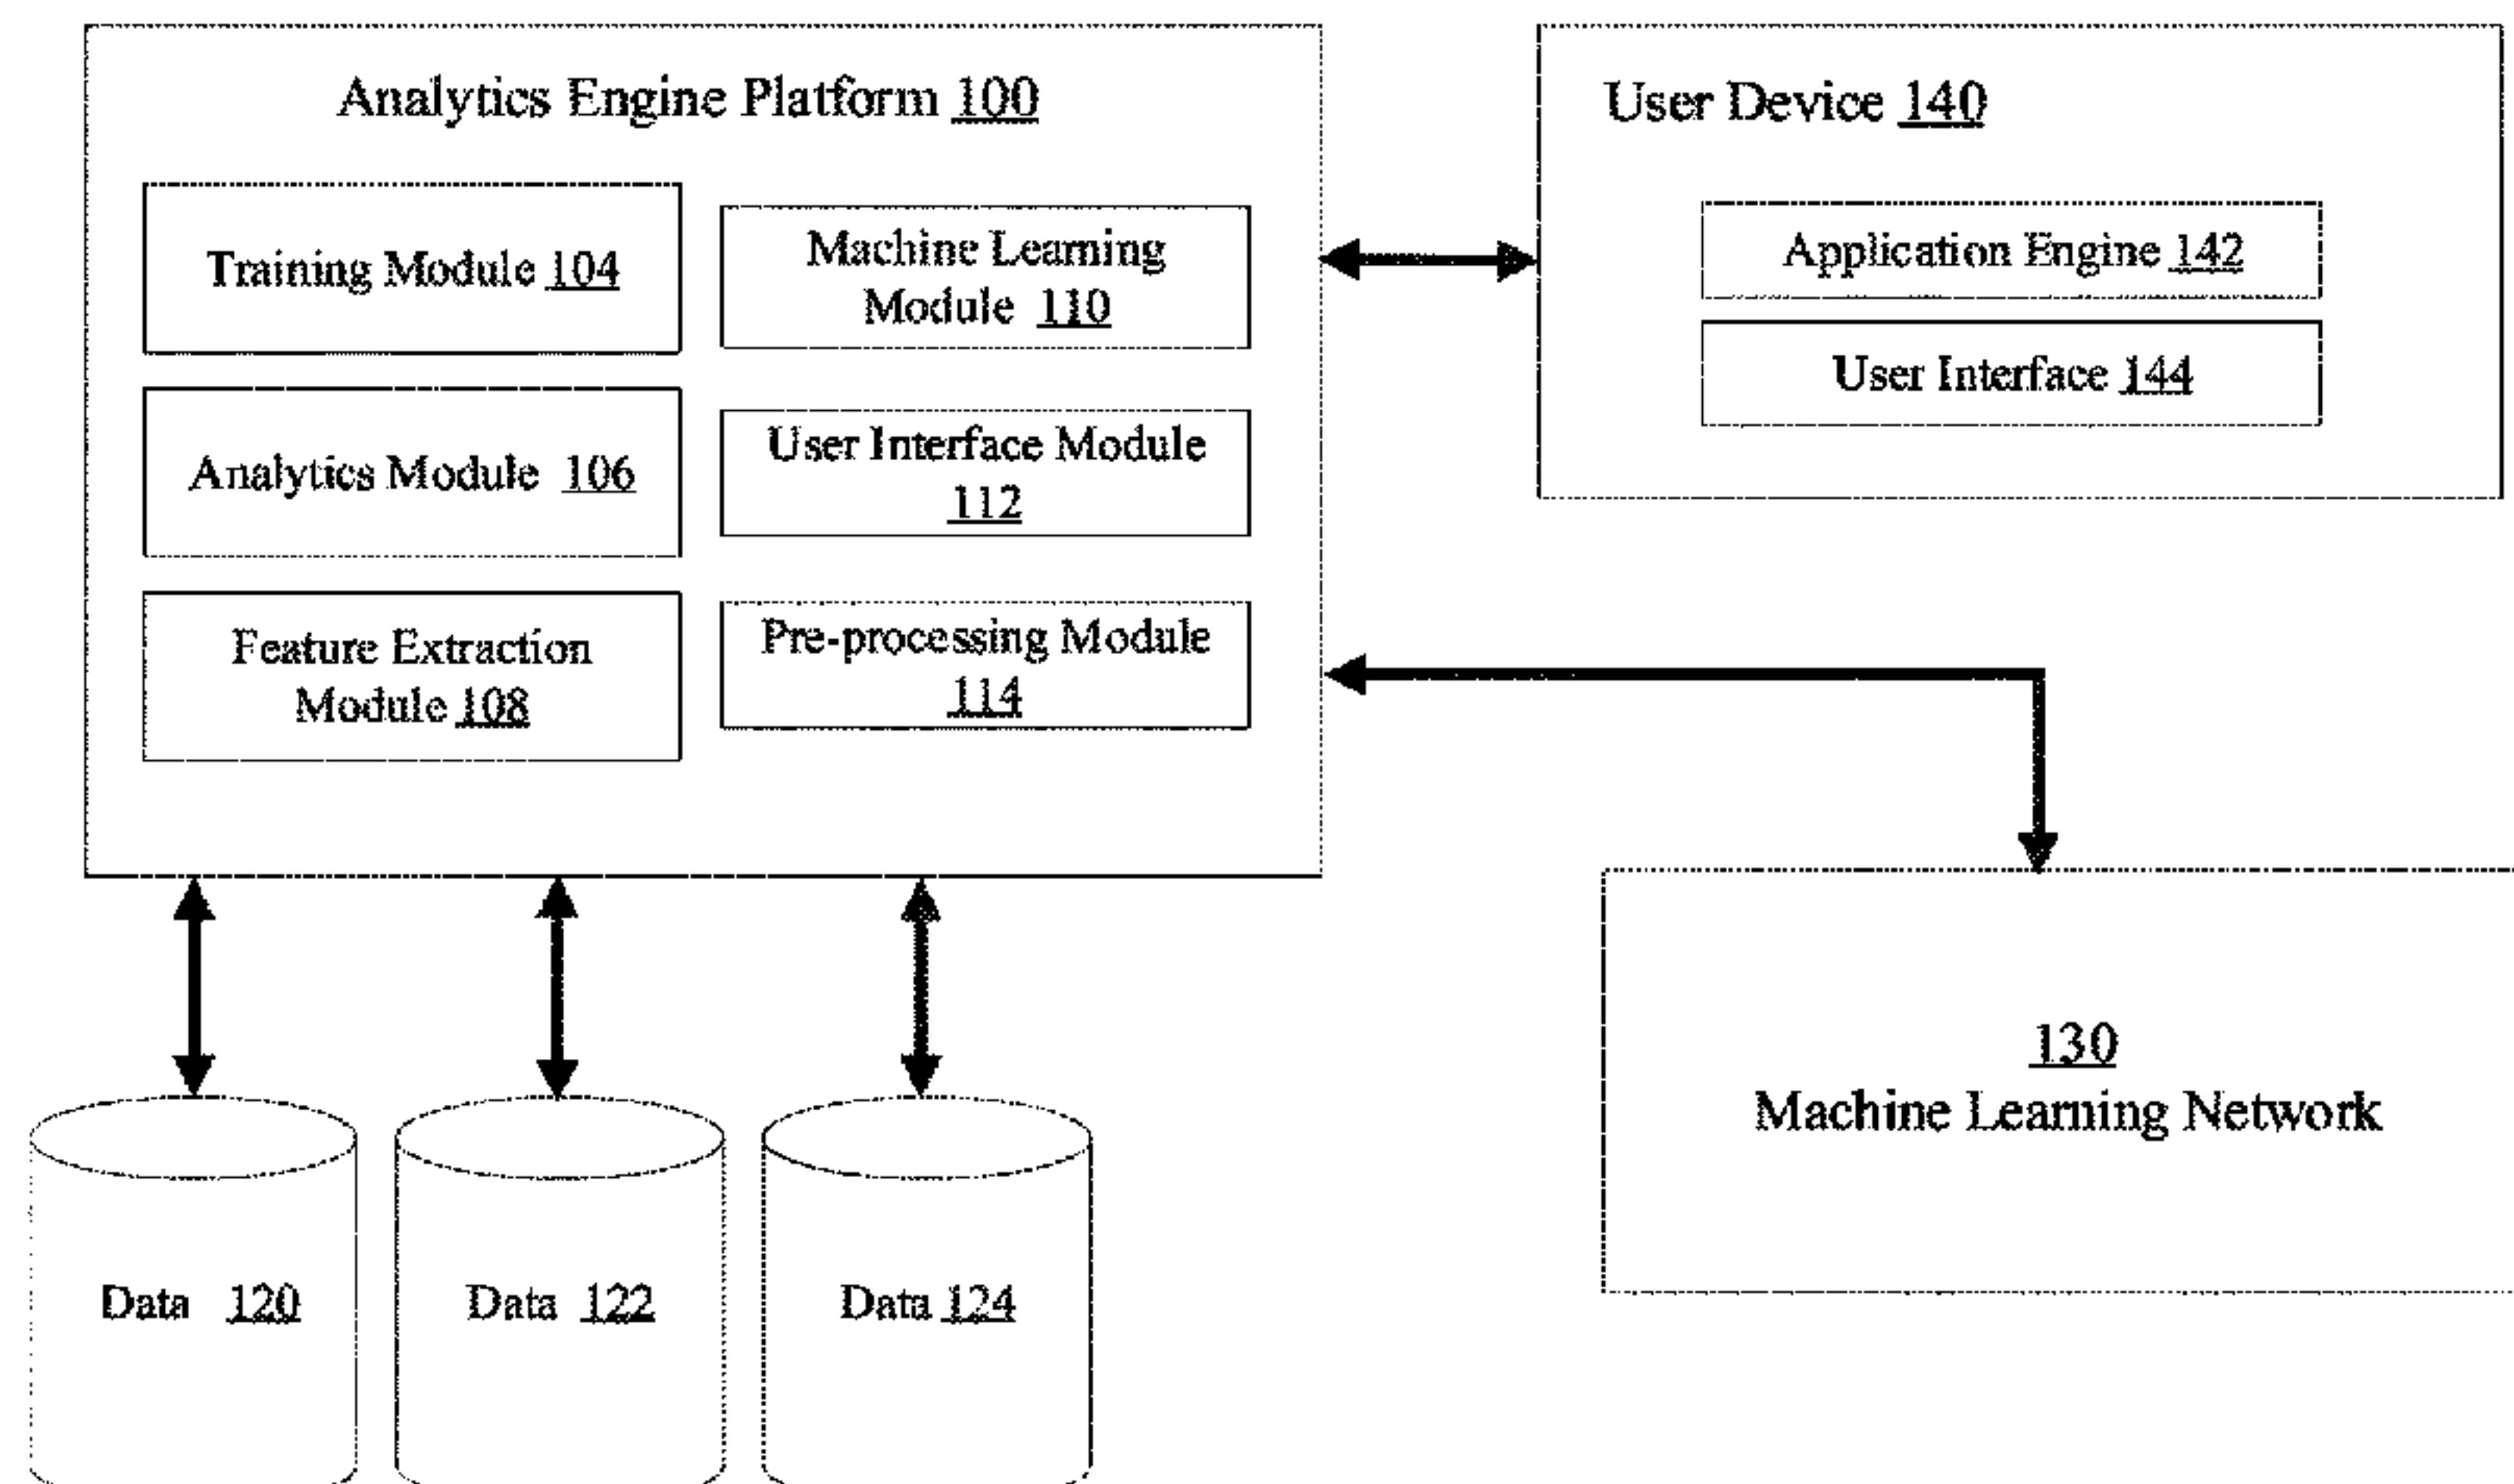 Analytics Engine Platform 100
Training Module 104
Machine Learning
Module 110
Analytics Module 106
User Interface Module
112
Feature Extraction
Module 108
Pre-processing Module
114
User Device 140
Application Engine 142
User Interface 144
130
Machine Learning Network
Data 120
Data 122
Data 124